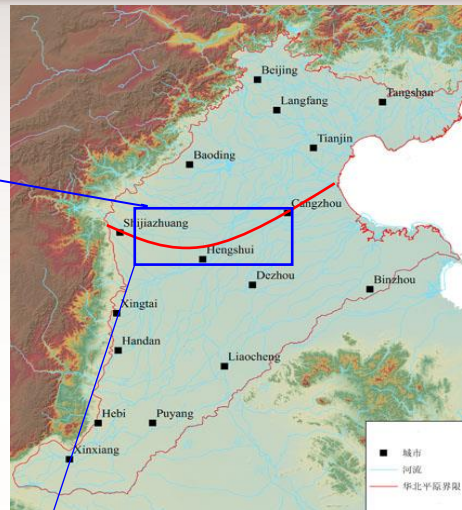 Beijing
Langfang
Tangshan
Tianjin
Baoding
Cangzhou
Shijiazhuang
Hengshui
Dezhou
Binzhou
Xingtai
Handan
Liaocheng
Hebi
Puyang
Xinxiang
城市
河流
华北平原界限